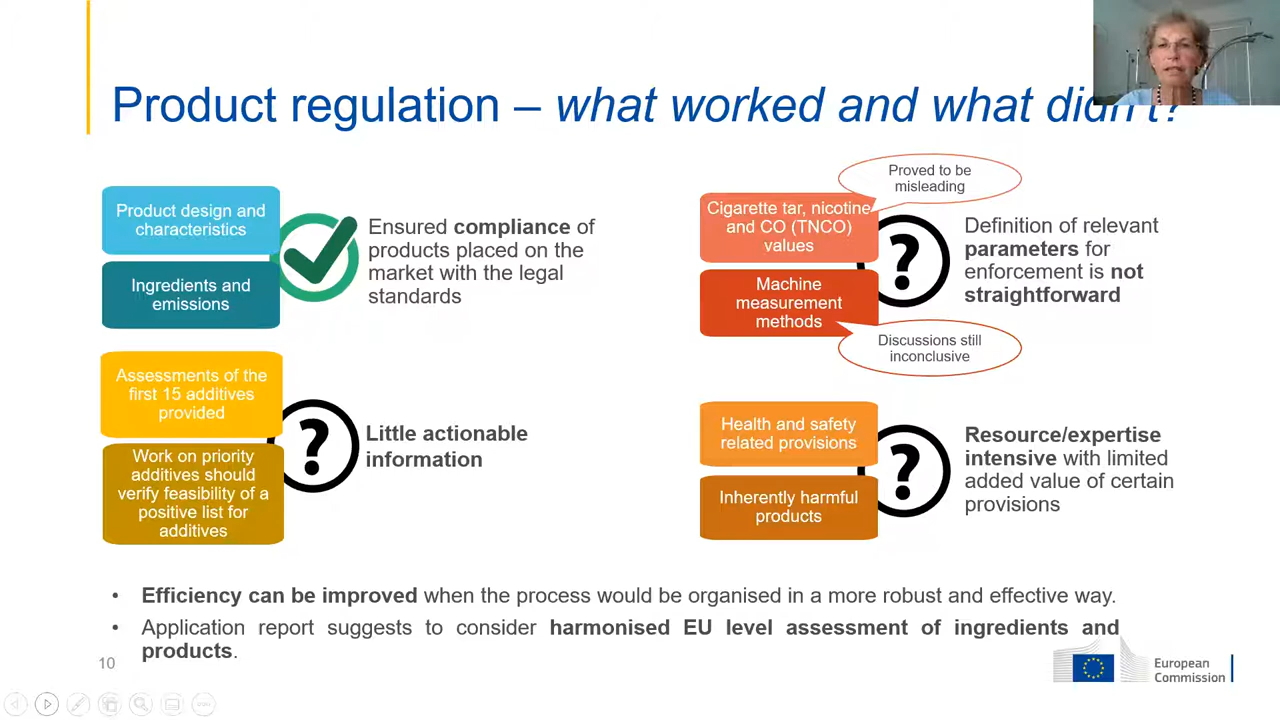 Product regulation – what worked and what didn't?
Product design and
characteristics
Ingredients and
emissions
Ensured compliance of
products placed on the
market with the legal
standards
Proved to be
misleading
Cigarette tar, nicotine
and CO (TNCO)
values
Machine
measurement
methods
Discussions still
inconclusive
Definition of relevant
parameters for
enforcement is not
straightforward
Assessments of the
first 15 additives
provided
Work on priority
additives should
verify feasibility of a
positive list for
additives
Little actionable
information
Health and safety
related provisions
Inherently harmful
products
Resource/expertise
intensive with limited
added value of certain
provisions
• Efficiency can be improved when the process would be organised in a more robust and effective way.
• Application report suggests to consider harmonised EU level assessment of ingredients and
products.
10
European
Commission